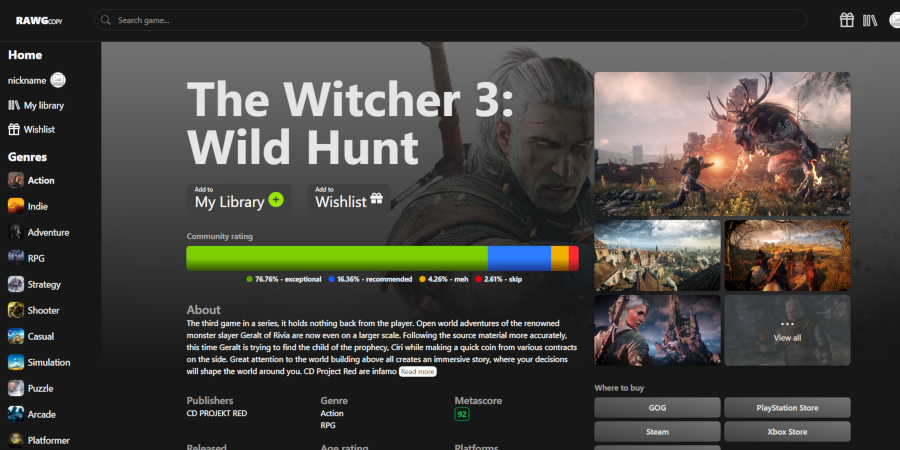 RAWGCOPY
Search game...
Home
nickname
My library
Wishlist
Genres
Action
Indie
Adventure
RPG
Strategy
Shooter
Casual
Simulation
Puzzle
Arcade
Platformer
The Witcher 3:
Wild Hunt
Add to
My Library
Add to
Wishlist
Community rating
76.76% - exceptional
16.36% - recommended
4.26% - meh
2.61% - skip
About
The third game in a series, it holds nothing back from the player. Open world adventures of the renowned
monster slayer Geralt of Rivia are now even on a larger scale. Following the source material more accurately,
this time Geralt is trying to find the child of the prophecy, Ciri while making a quick coin from various contracts
on the side. Great attention to the world building above all creates an immersive story, where your decisions
will shape the world around you. CD Project Red are infamo Read more
Publishers
CD PROJEKT RED
Genre
Action
RPG
Metascore
92
Released
Age rating
Platforms
View all
Where to buy
GOG
PlayStation Store
Steam
Xbox Store